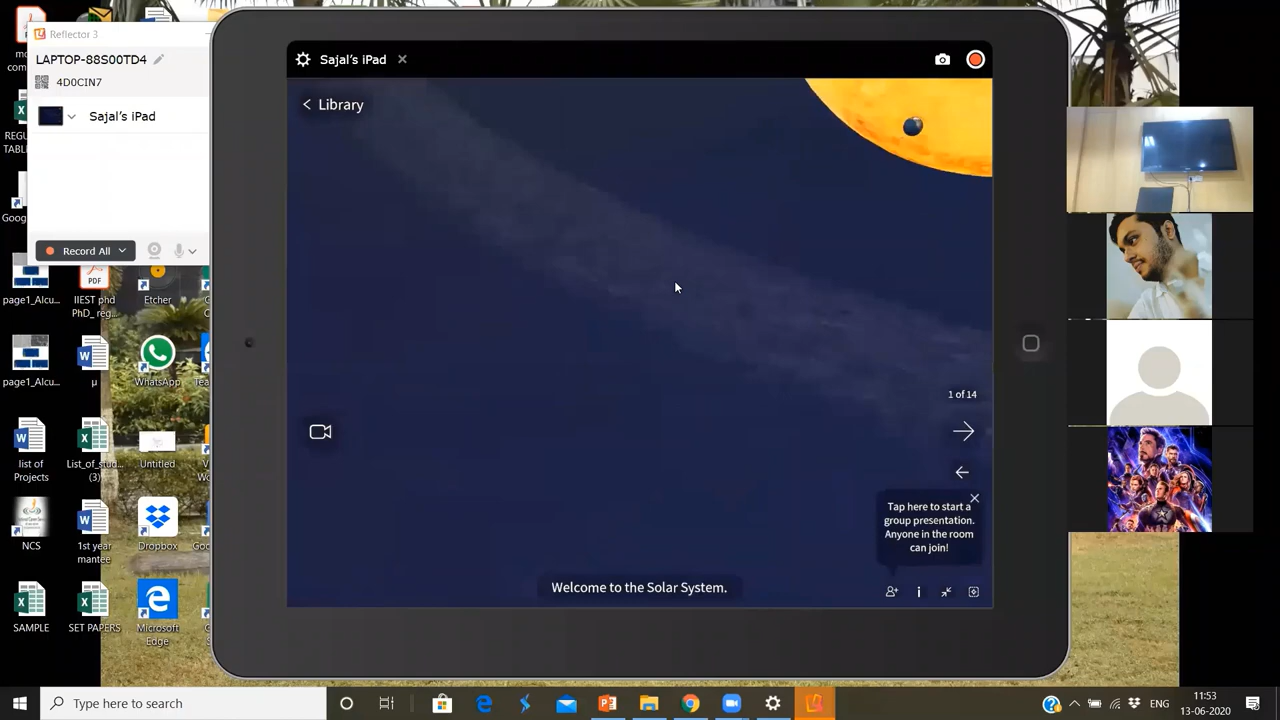 Reflector 3
LAPTOP-88S00TD4
4D0CIN7
Sajal's iPad
Record All
Sajal's iPad
Library
1 of 14
Tap here to start a
group presentation.
Anyone in the room
can join!
Welcome to the Solar System.
Etcher
page1_Alcu...
IIEST phd
PhD_ reg...
WhatsApp
page1_Alcu...
μ
list of
Projects
List_of_stud...
(3)
Untitled
NCS
1st year
mantee
Dropbox
SAMPLE
SET PAPERS
Microsoft
Edge
Type here to search
ENG
11:53
13-06-2020